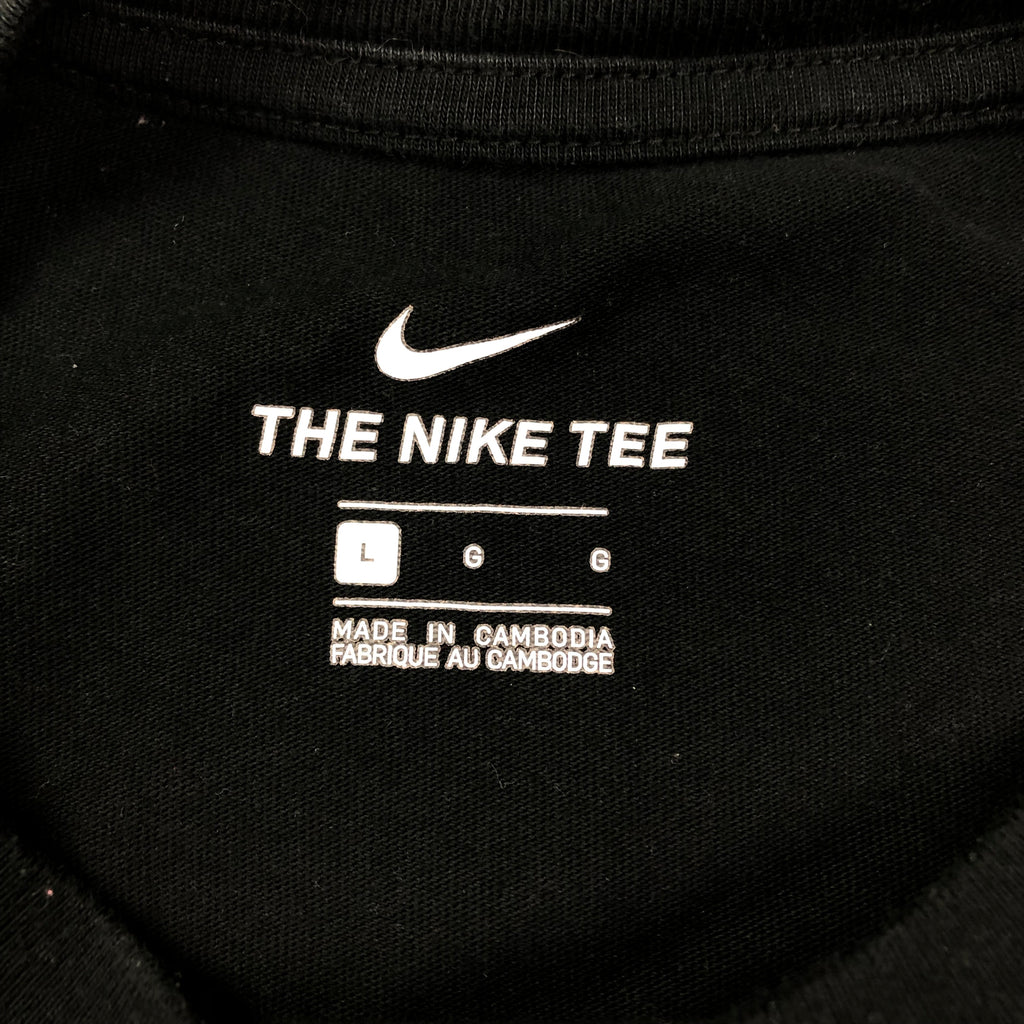 THE NIKE TEE
L G G
MADE IN CAMBODIA
FABRIQUE AU CAMBODGE